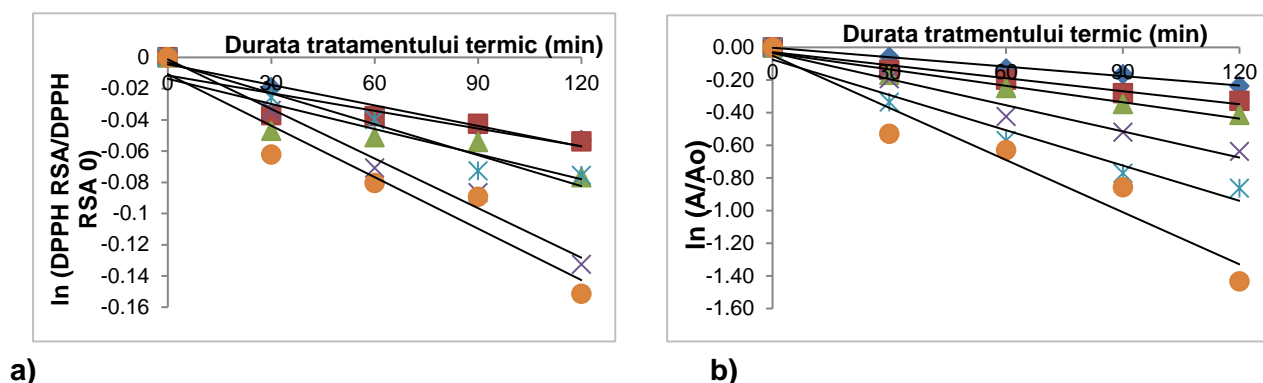 Durata tratamentului termic (min)
0
-0.02
-0.04
-0.06
-0.08
-0.1
-0.12
-0.14
-0.16
0 30 60 90 120
ln (DPPH RSA/DPPH
RSA 0)
a)
Durata tratmentului termic (min)
0.00
-0.20
-0.40
-0.60
-0.80
-1.00
-1.20
-1.40
-1.60
0 30 60 90 120
ln (A/Ao)
b)